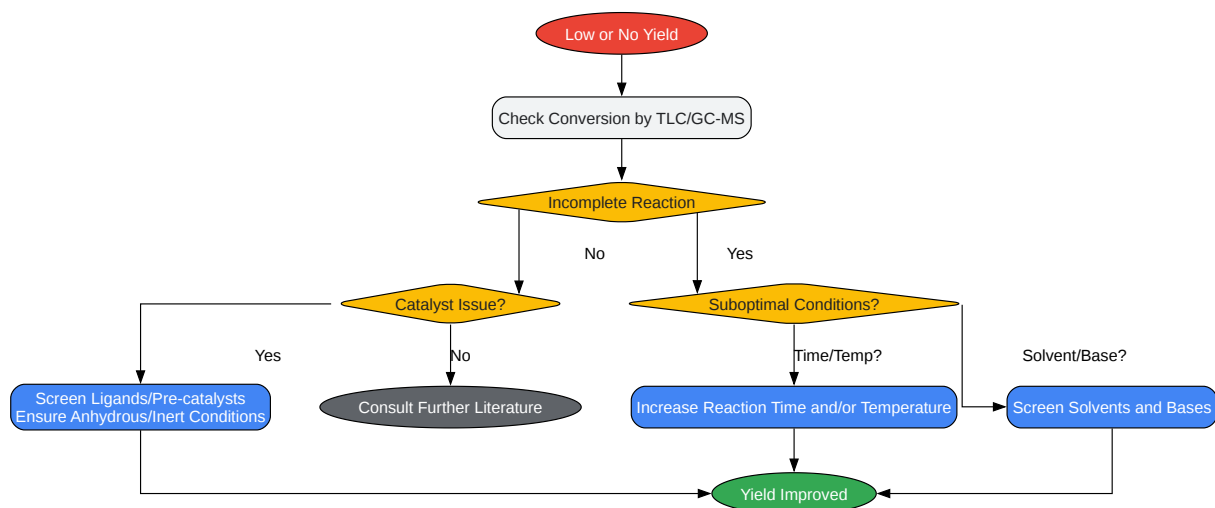 Low or No Yield
Check Conversion by TLC/GC-MS
Incomplete Reaction
No
Yes
Catalyst Issue?
Suboptimal Conditions?
Yes
No
Time/Temp?
Solvent/Base?
Screen Ligands/Pre-catalysts
Ensure Anhydrous/Inert Conditions
Consult Further Literature
Increase Reaction Time and/or Temperature
Screen Solvents and Bases
Yield Improved